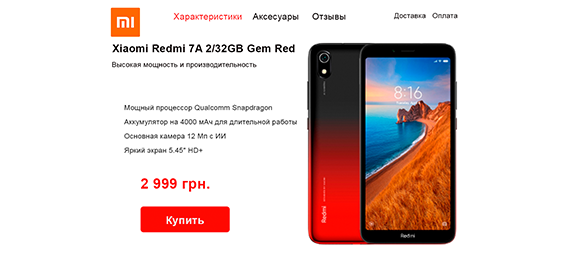 mi
Характеристики Аксесуары Отзывы Доставка Оплата
Xiaomi Redmi 7A 2/32GB Gem Red
Высокая мощность и производительность
Мощный процессор Qualcomm Snapdragon
Аккумулятор на 4000 мАч для длительной работы
Основная камера 12 Мп с ИИ
Яркий экран 5.45" HD+
2 999 грн.
Купить
8:16
Redmi
Redmi